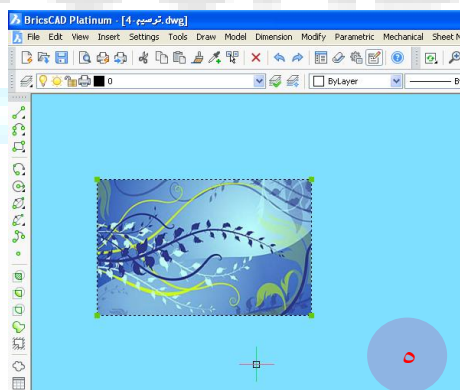 BricsCAD Platinum - [4-ترسيم.dwg]
File Edit View Insert Settings Tools Draw Model Dimension Modify Parametric Mechanical Sheet
0 ByLayer
٥